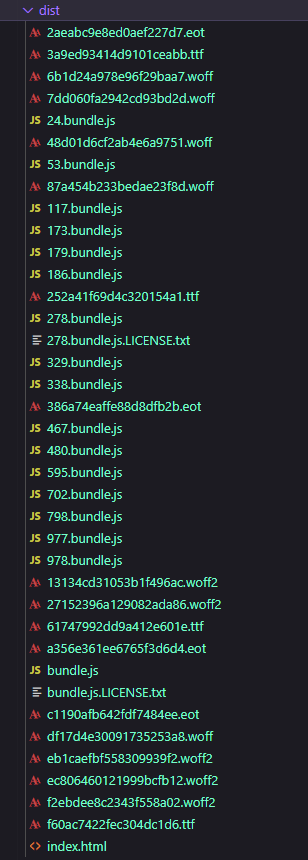 dist
2aeabc9e8ed0aef227d7.eot
3a9ed93414d9101ceabb.ttf
6b1d24a978e96f29baa7.woff
7dd060fa2942cd93bd2d.woff
JS 24.bundle.js
48d01d6cf2ab4e6a9751.woff
JS 53.bundle.js
87a454b233bedae23f8d.woff
JS 117.bundle.js
JS 173.bundle.js
JS 179.bundle.js
JS 186.bundle.js
252a41f69d4c320154a1.ttf
JS 278.bundle.js
278.bundle.js.LICENSE.txt
JS 329.bundle.js
JS 338.bundle.js
386a74eaffe88d8dfb2b.eot
JS 467.bundle.js
JS 480.bundle.js
JS 595.bundle.js
JS 702.bundle.js
JS 798.bundle.js
JS 977.bundle.js
JS 978.bundle.js
13134cd31053b1f496ac.woff2
27152396a129082ada86.woff2
61747992dd9a412e601e.ttf
a356e361ee6765f3d6d4.eot
JS bundle.js
bundle.js.LICENSE.txt
c1190afb642fdf7484ee.eot
df17d4e30091735253a8.woff
eb1caefbf558309939f2.woff2
ec806460121999bcfb12.woff2
f2ebdee8c2343f558a02.woff2
f60ac7422fec304dc1d6.ttf
index.html